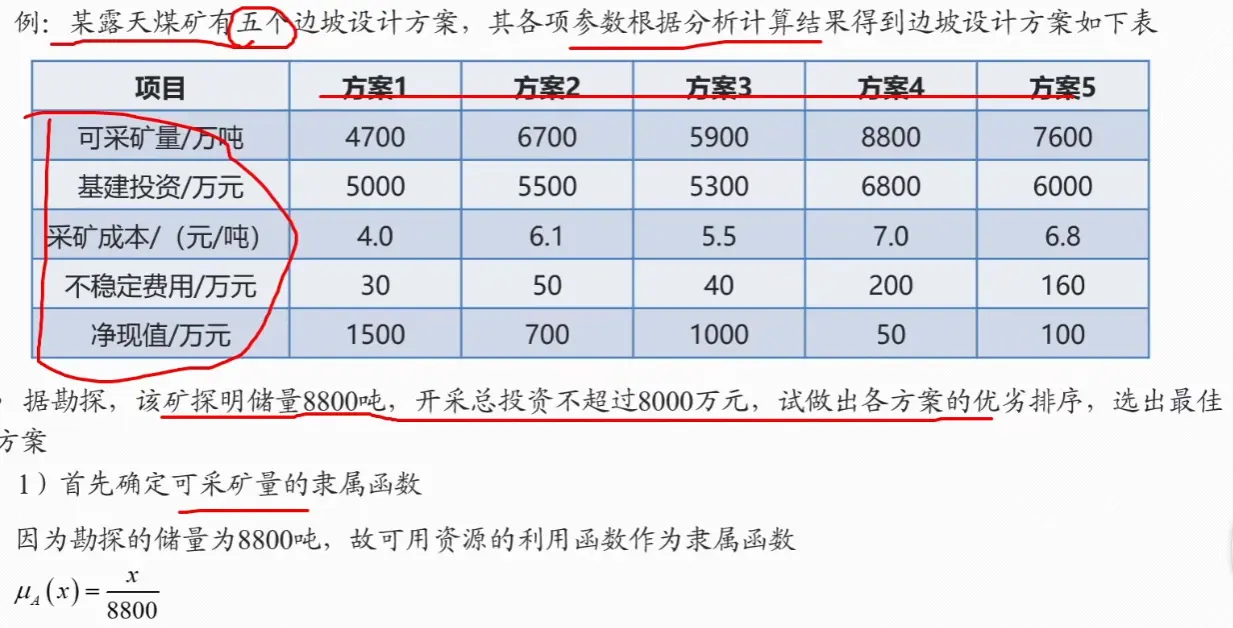 例：某露天煤矿有五个边坡设计方案，其各项参数根据分析计算结果得到边坡设计方案如下表
项目 方案1 方案2 方案3 方案4 方案5
可采矿量/万吨 4700 6700 5900 8800 7600
基建投资/万元 5000 5500 5300 6800 6000
采矿成本/（元/吨） 4.0 6.1 5.5 7.0 6.8
不稳定费用/万元 30 50 40 200 160
净现值/万元 1500 700 1000 50 100
据勘探，该矿探明储量8800吨，开采总投资不超过8000万元，试做出各方案的优劣排序，选出最佳
方案
1）首先确定可采矿量的隶属函数
因为勘探的储量为8800吨，故可用资源的利用函数作为隶属函数
μ_A(x)=x/8800